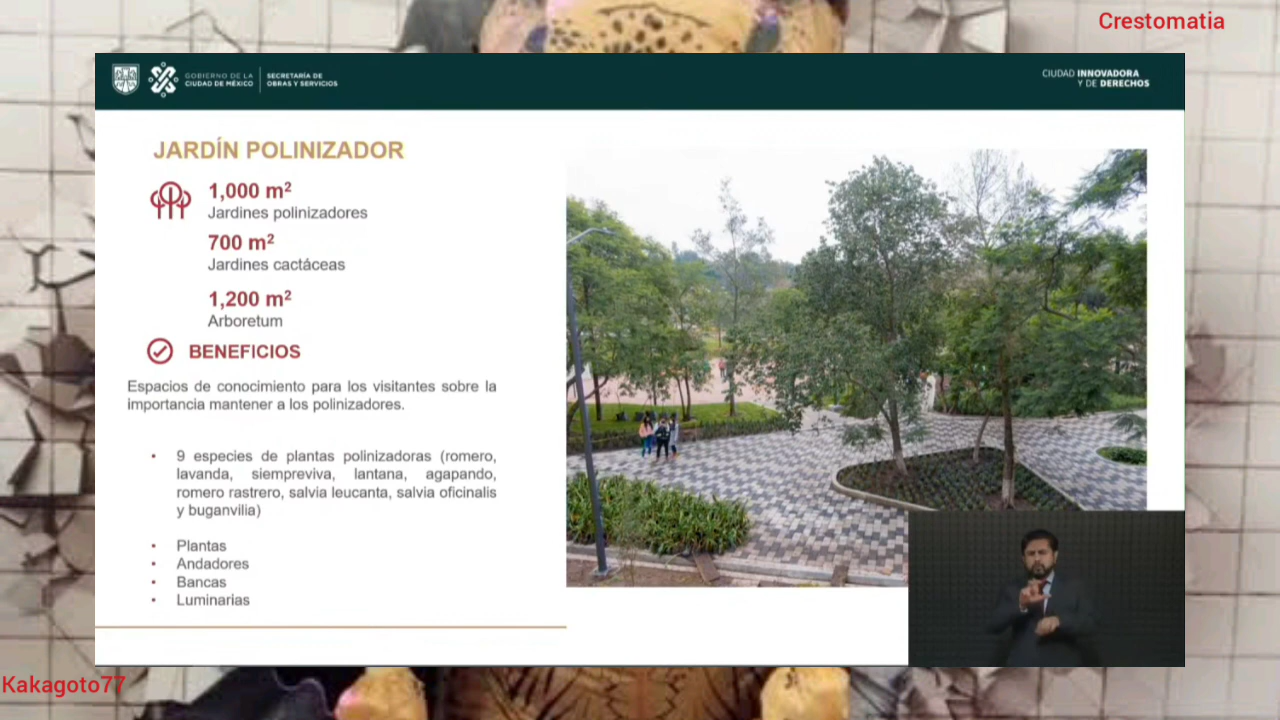 Crestomatia
GOBIERNO DE LA
CIUDAD DE MÉXICO
SECRETARÍA DE
OBRAS Y SERVICIOS
CIUDAD INNOVADORA
Y DE DERECHOS
JARDÍN POLINIZADOR
1,000 m²
Jardines polinizadores
700 m²
Jardines cactáceas
1,200 m²
Arboretum
BENEFICIOS
Espacios de conocimiento para los visitantes sobre la
importancia mantener a los polinizadores.
• 9 especies de plantas polinizadoras (romero,
lavanda, siempreviva, lantana, agapando,
romero rastrero, salvia leucanta, salvia oficinalis
y buganvilia)
• Plantas
• Andadores
• Bancas
• Luminarias
Kakagoto77